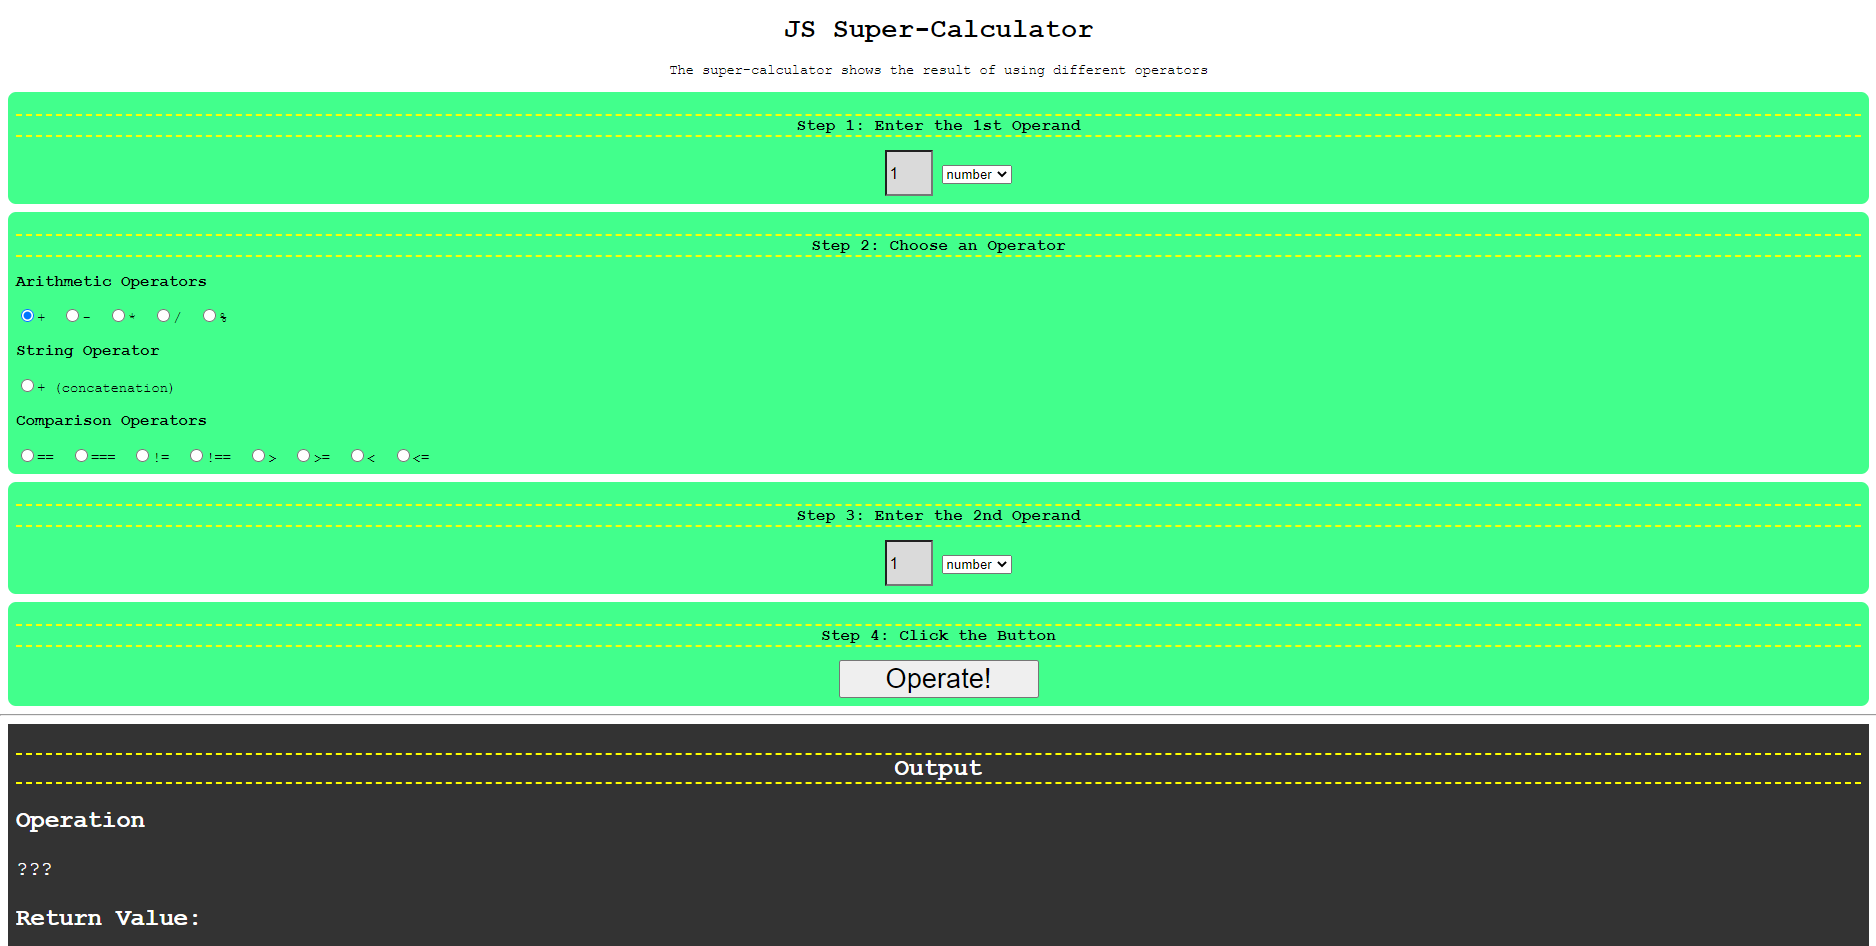 JS Super-Calculator
The super-calculator shows the result of using different operators
Step 1: Enter the 1st Operand
1 number
Step 2: Choose an Operator
Arithmetic Operators
+ - * / %
String Operator
+ (concatenation)
Comparison Operators
== === != !== > >= < <=
Step 3: Enter the 2nd Operand
1 number
Step 4: Click the Button
Operate!
Output
Operation
???
Return Value: